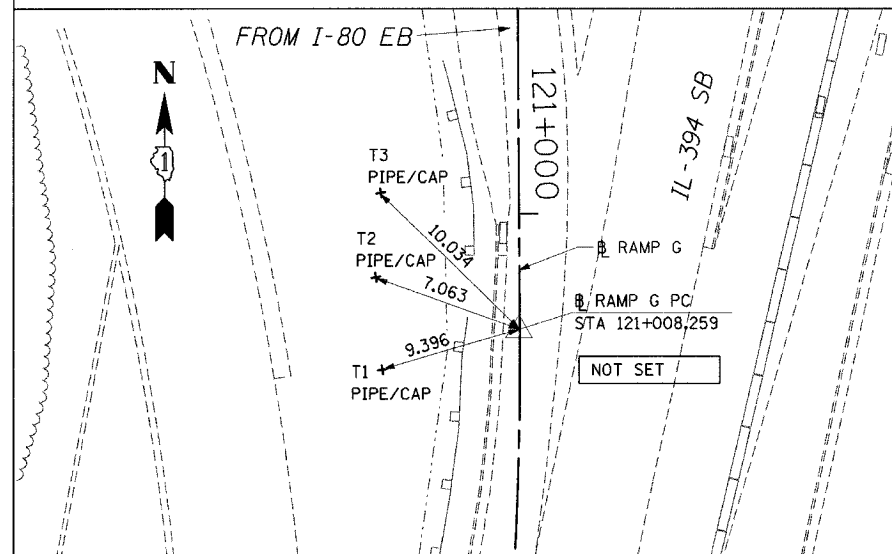 FROM I-80 EB
N
1
121+000
IL-394 SB
T3
PIPE/CAP
10.034
T2
PIPE/CAP
7.063
9.396
T1
PIPE/CAP
℄ RAMP G
℄ RAMP G PC
STA 121+008.259
NOT SET